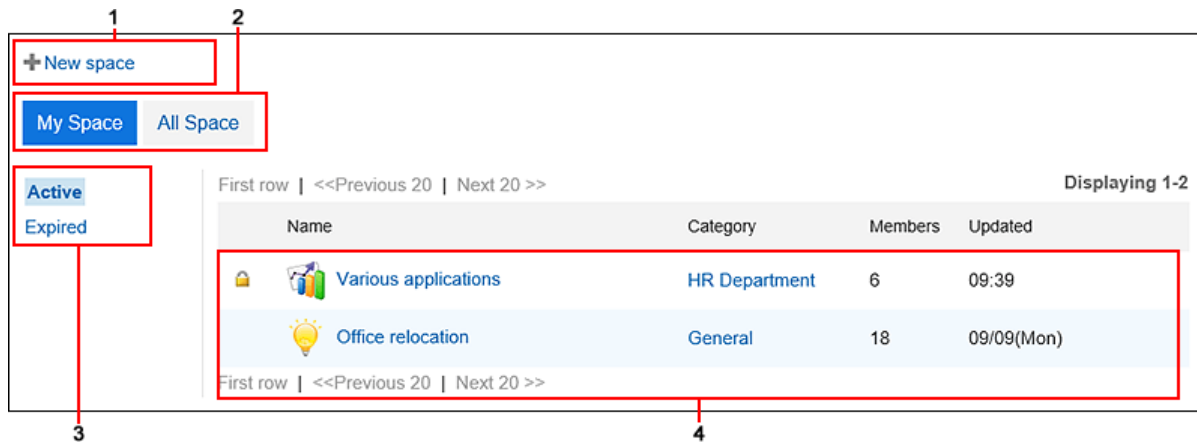 1 2
New space
My Space All Space
Active
Expired
First row | <<Previous 20 | Next 20 >> Displaying 1-2
Name Category Members Updated
Various applications HR Department 6 09:39
Office relocation General 18 09/09(Mon)
First row | <<Previous 20 | Next 20 >>
3 4